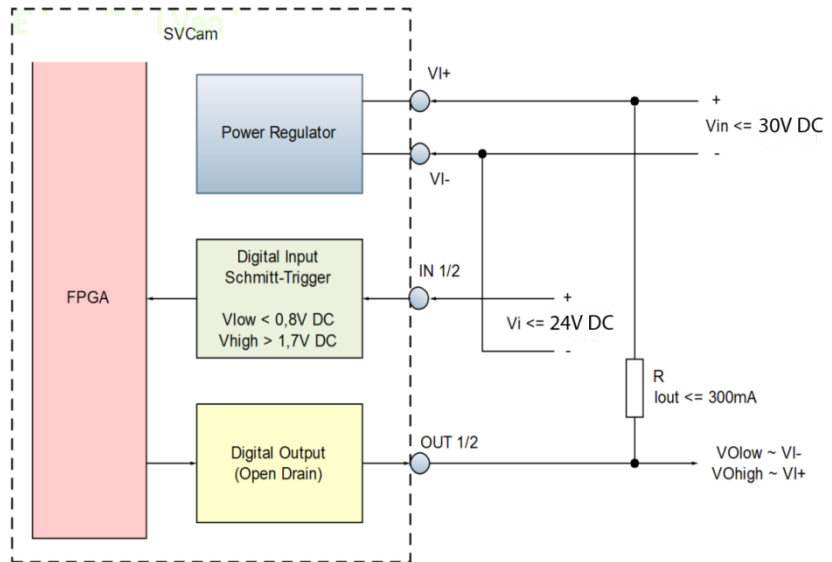 SVCam
VI+
+
Power Regulator
Vin <= 30V DC
-
VI-
Digital Input
Schmitt-Trigger
IN 1/2
+
FPGA
Vlow < 0,8V DC
Vhigh > 1,7V DC
Vi <= 24V DC
-
R
Iout <= 300mA
OUT 1/2
Digital Output
(Open Drain)
VOlow ~ VI-
VOhigh ~ VI+